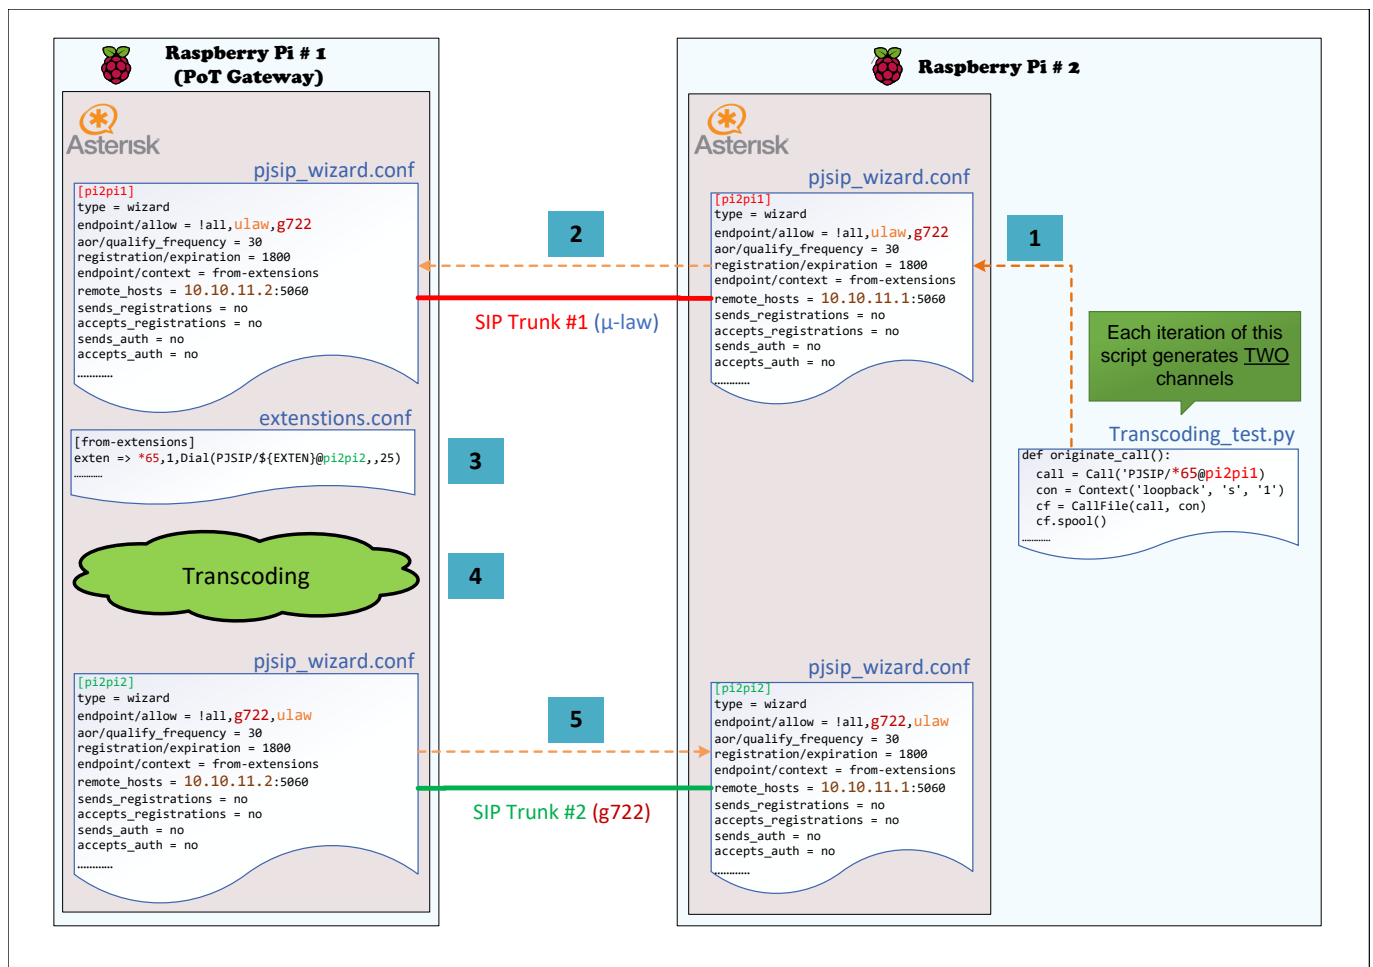 Raspberry Pi # 1
(PoT Gateway)
Asterisk
pjsip_wizard.conf
[pi2pi1]
type = wizard
endpoint/allow = !all,ulaw,g722
aor/qualify_frequency = 30
registration/expiration = 1800
endpoint/context = from-extensions
remote_hosts = 10.10.11.2:5060
sends_registrations = no
accepts_registrations = no
sends_auth = no
accepts_auth = no
............
extenstions.conf
[from-extensions]
exten => *65,1,Dial(PJSIP/${EXTEN}@pi2pi2,,25)
..........
Transcoding
pjsip_wizard.conf
[pi2pi2]
type = wizard
endpoint/allow = !all,g722,ulaw
aor/qualify_frequency = 30
registration/expiration = 1800
endpoint/context = from-extensions
remote_hosts = 10.10.11.2:5060
sends_registrations = no
accepts_registrations = no
sends_auth = no
accepts_auth = no
............
2
SIP Trunk #1 (µ-law)
3
4
5
SIP Trunk #2 (g722)
Raspberry Pi # 2
Asterisk
pjsip_wizard.conf
[pi2pi1]
type = wizard
endpoint/allow = !all,ulaw,g722
aor/qualify_frequency = 30
registration/expiration = 1800
endpoint/context = from-extensions
remote_hosts = 10.10.11.1:5060
sends_registrations = no
accepts_registrations = no
sends_auth = no
accepts_auth = no
............
pjsip_wizard.conf
[pi2pi2]
type = wizard
endpoint/allow = !all,g722,ulaw
aor/qualify_frequency = 30
registration/expiration = 1800
endpoint/context = from-extensions
remote_hosts = 10.10.11.1:5060
sends_registrations = no
accepts_registrations = no
sends_auth = no
accepts_auth = no
............
1
Each iteration of this
script generates TWO
channels
Transcoding_test.py
def originate_call():
call = Call('PJSIP/*65@pi2pi1)
con = Context('loopback', 's', '1')
cf = CallFile(call, con)
cf.spool()
..........